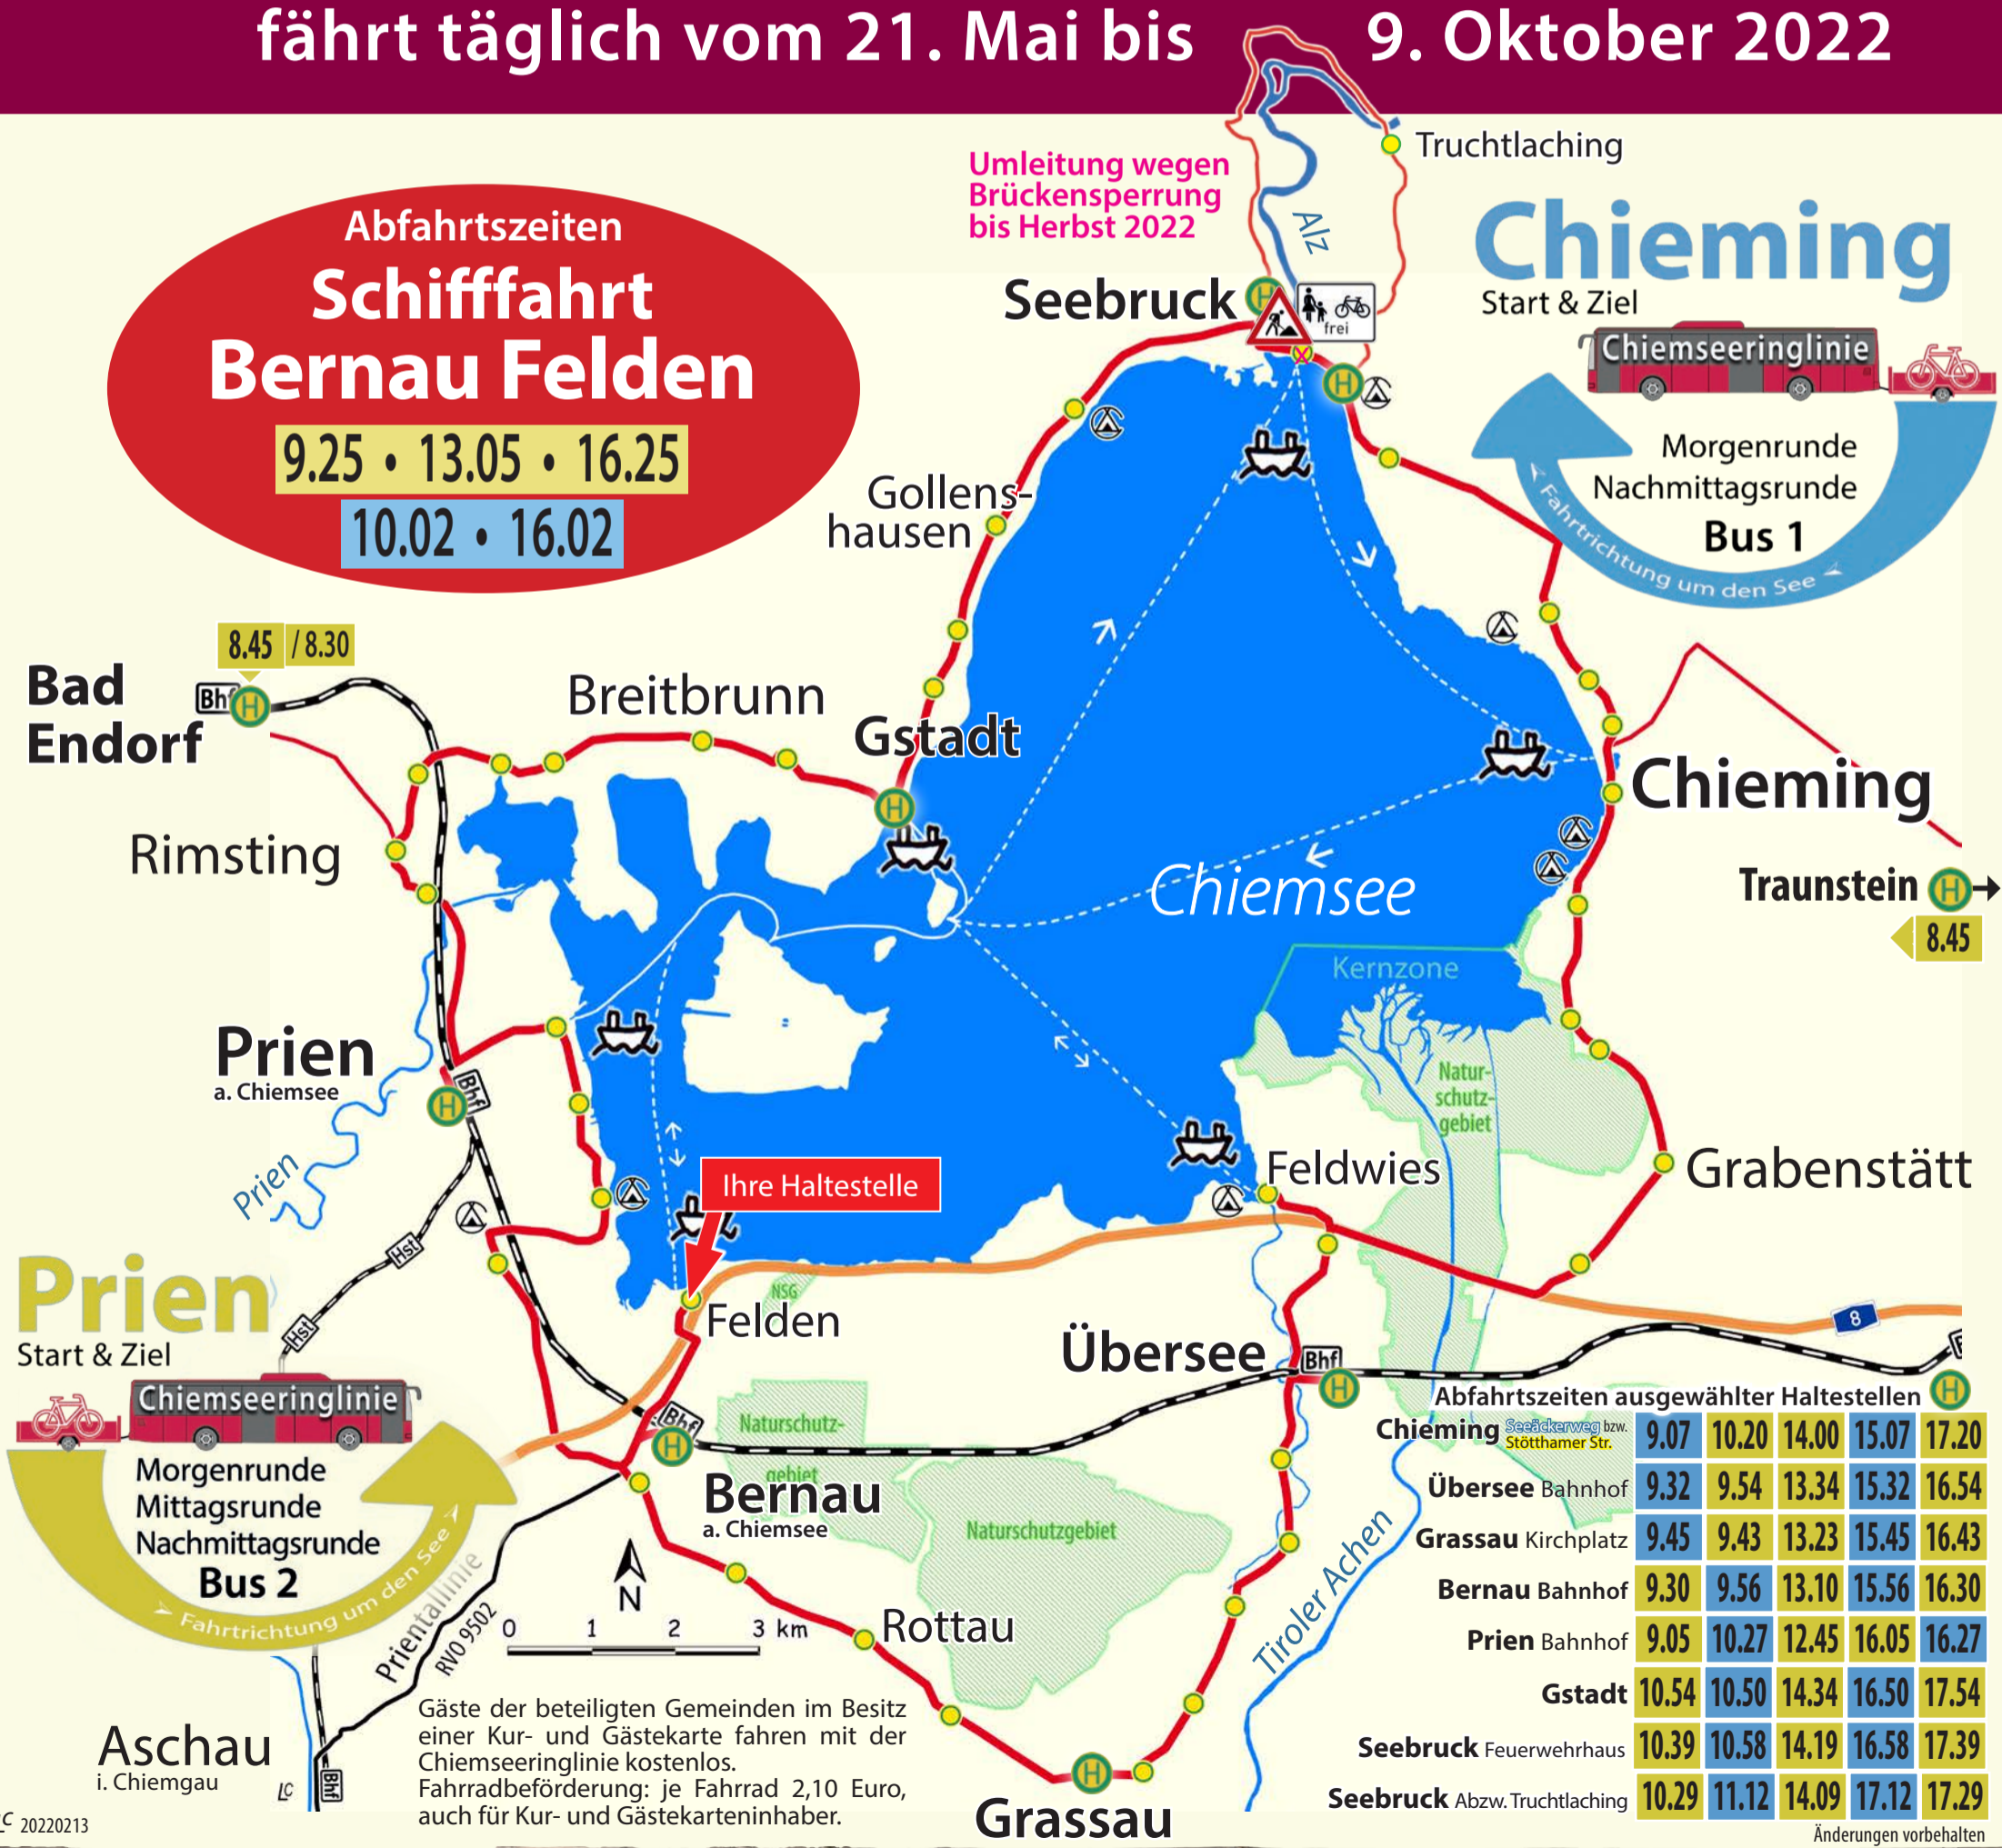 fährt täglich vom 21. Mai bis 9. Oktober 2022
Truchtlaching
Umleitung wegen
Brückensperrung
bis Herbst 2022
Alz
Abfahrtszeiten
Schifffahrt
Bernau Felden
9.25 • 13.05 • 16.25
10.02 • 16.02
Seebruck
H
frei
H
Chieming
Start & Ziel
Chiemseeringlinie
Morgenrunde
Nachmittagsrunde
Bus 1
Fahrtrichtung um den See
Gollens-
hausen
8.45 / 8.30
Bad
Endorf
Bhf
H
Breitbrunn
Gstadt
H
Rimsting
Chieming
Chiemsee
Traunstein H
8.45
Kernzone
Prien
a. Chiemsee
Bhf
H
Natur-
schutz-
gebiet
Prien
Ihre Haltestelle
Feldwies
Grabenstätt
Hst
Hst
NSG
Felden
8
Übersee
Bhf
H
Prien
Start & Ziel
Chiemseeringlinie
Morgenrunde
Mittagsrunde
Nachmittagsrunde
Bus 2
Fahrtrichtung um den See
Bhf
H
Naturschutz-
gebiet
Bernau
a. Chiemsee
Naturschutzgebiet
Prientallinie
RVO 9502
N
0 1 2 3 km
Rottau
Tiroler Achen
Aschau
i. Chiemgau
LC
Bhf
Gäste der beteiligten Gemeinden im Besitz
einer Kur- und Gästekarte fahren mit der
Chiemseeringlinie kostenlos.
Fahrradbeförderung: je Fahrrad 2,10 Euro,
auch für Kur- und Gästekarteninhaber.
H
Grassau
Abfahrtszeiten ausgewählter Haltestellen H
Chieming Seeäckerweg bzw. Stötthamer Str. 9.07 10.20 14.00 15.07 17.20
Übersee Bahnhof 9.32 9.54 13.34 15.32 16.54
Grassau Kirchplatz 9.45 9.43 13.23 15.45 16.43
Bernau Bahnhof 9.30 9.56 13.10 15.56 16.30
Prien Bahnhof 9.05 10.27 12.45 16.05 16.27
Gstadt 10.54 10.50 14.34 16.50 17.54
Seebruck Feuerwehrhaus 10.39 10.58 14.19 16.58 17.39
Seebruck Abzw. Truchtlaching 10.29 11.12 14.09 17.12 17.29
Änderungen vorbehalten
20220213